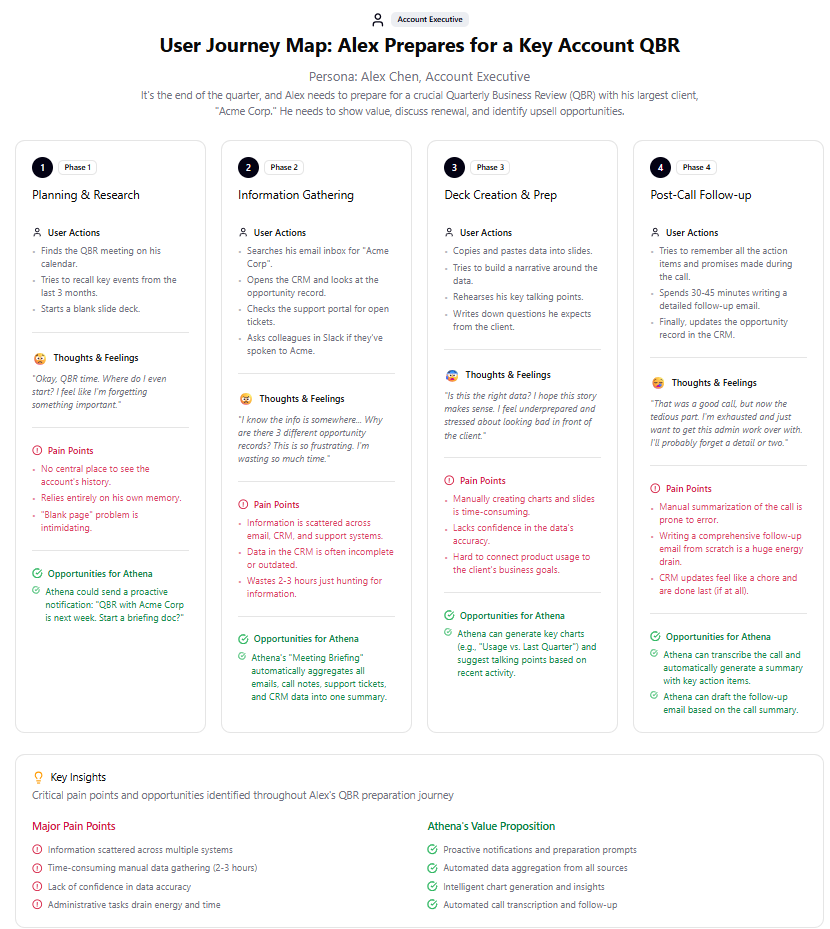 Account Executive
User Journey Map: Alex Prepares for a Key Account QBR
Persona: Alex Chen, Account Executive
It's the end of the quarter, and Alex needs to prepare for a crucial Quarterly Business Review (QBR) with his largest client,
"Acme Corp." He needs to show value, discuss renewal, and identify upsell opportunities.
1
Phase 1
Planning & Research
User Actions
• Finds the QBR meeting on his
calendar.
• Tries to recall key events from the
last 3 months.
• Starts a blank slide deck.
Thoughts & Feelings
"Okay, QBR time. Where do I even
start? I feel like I'm forgetting
something important."
Pain Points
• No central place to see the
account's history.
• Relies entirely on his own memory.
• "Blank page" problem is
intimidating.
Opportunities for Athena
Athena could send a proactive
notification: "QBR with Acme Corp
is next week. Start a briefing doc?"
2
Phase 2
Information Gathering
User Actions
• Searches his email inbox for "Acme
Corp".
• Opens the CRM and looks at the
opportunity record.
• Checks the support portal for open
tickets.
• Asks colleagues in Slack if they've
spoken to Acme.
Thoughts & Feelings
"I know the info is somewhere... Why
are there 3 different opportunity
records? This is so frustrating. I'm
wasting so much time."
Pain Points
• Information is scattered across
email, CRM, and support systems.
• Data in the CRM is often incomplete
or outdated.
• Wastes 2-3 hours just hunting for
information.
Opportunities for Athena
Athena's "Meeting Briefing"
automatically aggregates all
emails, call notes, support tickets,
and CRM data into one summary.
3
Phase 3
Deck Creation & Prep
User Actions
• Copies and pastes data into slides.
• Tries to build a narrative around the
data.
• Rehearses his key talking points.
• Writes down questions he expects
from the client.
Thoughts & Feelings
"Is this the right data? I hope this story
makes sense. I feel underprepared and
stressed about looking bad in front of
the client."
Pain Points
• Manually creating charts and slides
is time-consuming.
• Lacks confidence in the data's
accuracy.
• Hard to connect product usage to
the client's business goals.
Opportunities for Athena
Athena can generate key charts
(e.g., "Usage vs. Last Quarter") and
suggest talking points based on
recent activity.
4
Phase 4
Post-Call Follow-up
User Actions
• Tries to remember all the action
items and promises made during
the call.
• Spends 30-45 minutes writing a
detailed follow-up email.
• Finally, updates the opportunity
record in the CRM.
Thoughts & Feelings
"That was a good call, but now the
tedious part. I'm exhausted and just
want to get this admin work over with.
I'll probably forget a detail or two."
Pain Points
• Manual summarization of the call is
prone to error.
• Writing a comprehensive follow-up
email from scratch is a huge energy
drain.
• CRM updates feel like a chore and
are done last (if at all).
Opportunities for Athena
Athena can transcribe the call and
automatically generate a summary
with key action items.
Athena can draft the follow-up
email based on the call summary.
Key Insights
Critical pain points and opportunities identified throughout Alex's QBR preparation journey
Major Pain Points
Information scattered across multiple systems
Time-consuming manual data gathering (2-3 hours)
Lack of confidence in data accuracy
Administrative tasks drain energy and time
Athena's Value Proposition
Proactive notifications and preparation prompts
Automated data aggregation from all sources
Intelligent chart generation and insights
Automated call transcription and follow-up